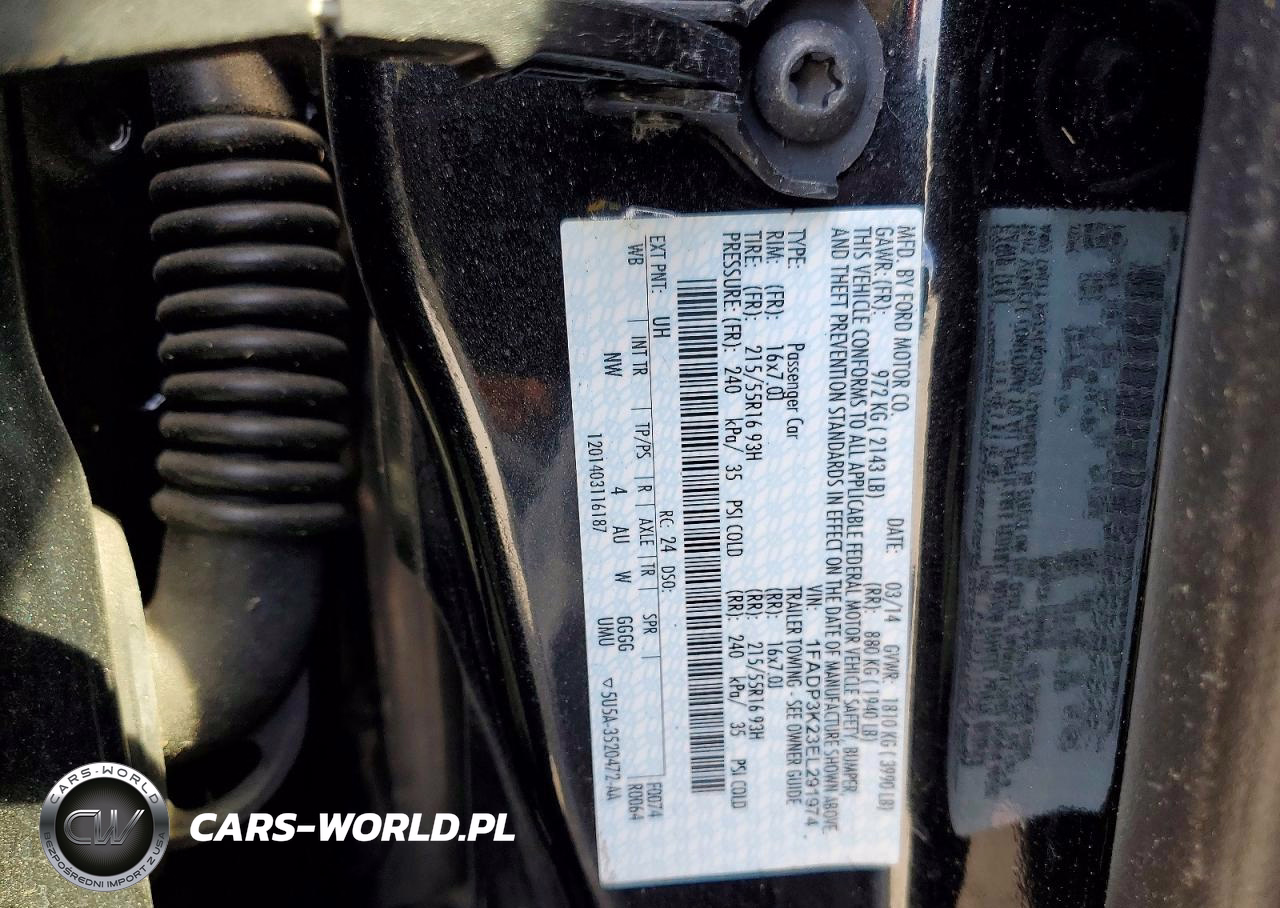 MFD. BY FORD MOTOR CO.
DATE: 03/14 GVWR: 1810 KG ( 3990 LB)
GAWR: (FR): 972 KG ( 2143 LB) (RR): 880 KG ( 1940 LB)
THIS VEHICLE CONFORMS TO ALL APPLICABLE FEDERAL MOTOR VEHICLE SAFETY, BUMPER
AND THEFT PREVENTION STANDARDS IN EFFECT ON THE DATE OF MANUFACTURE SHOWN ABOVE
VIN: 1FADP3K23EL291974
TYPE: Passenger Car TRAILER TOWING - SEE OWNER GUIDE
RIM: (FR): 16x7.0J (RR): 16x7.0J
TIRE: (FR): 215/55R16 93H (RR): 215/55R16 93H
PRESSURE (FR): 240 kPa/ 35 PSI COLD (RR): 240 kPa/ 35 PSI COLD
EXT PNT: UH RC: 24 DSO: F0074
WB | INT TR | TP/PS | R | AXLE | TR | SPR | R0064
NW 4 AU W GGGG
UMU
1201403116187 ▽5U5A-3520472-AA
CARS-WORLD
CW
BEZPOŚREDNI IMPORT Z USA
CARS-WORLD.PL